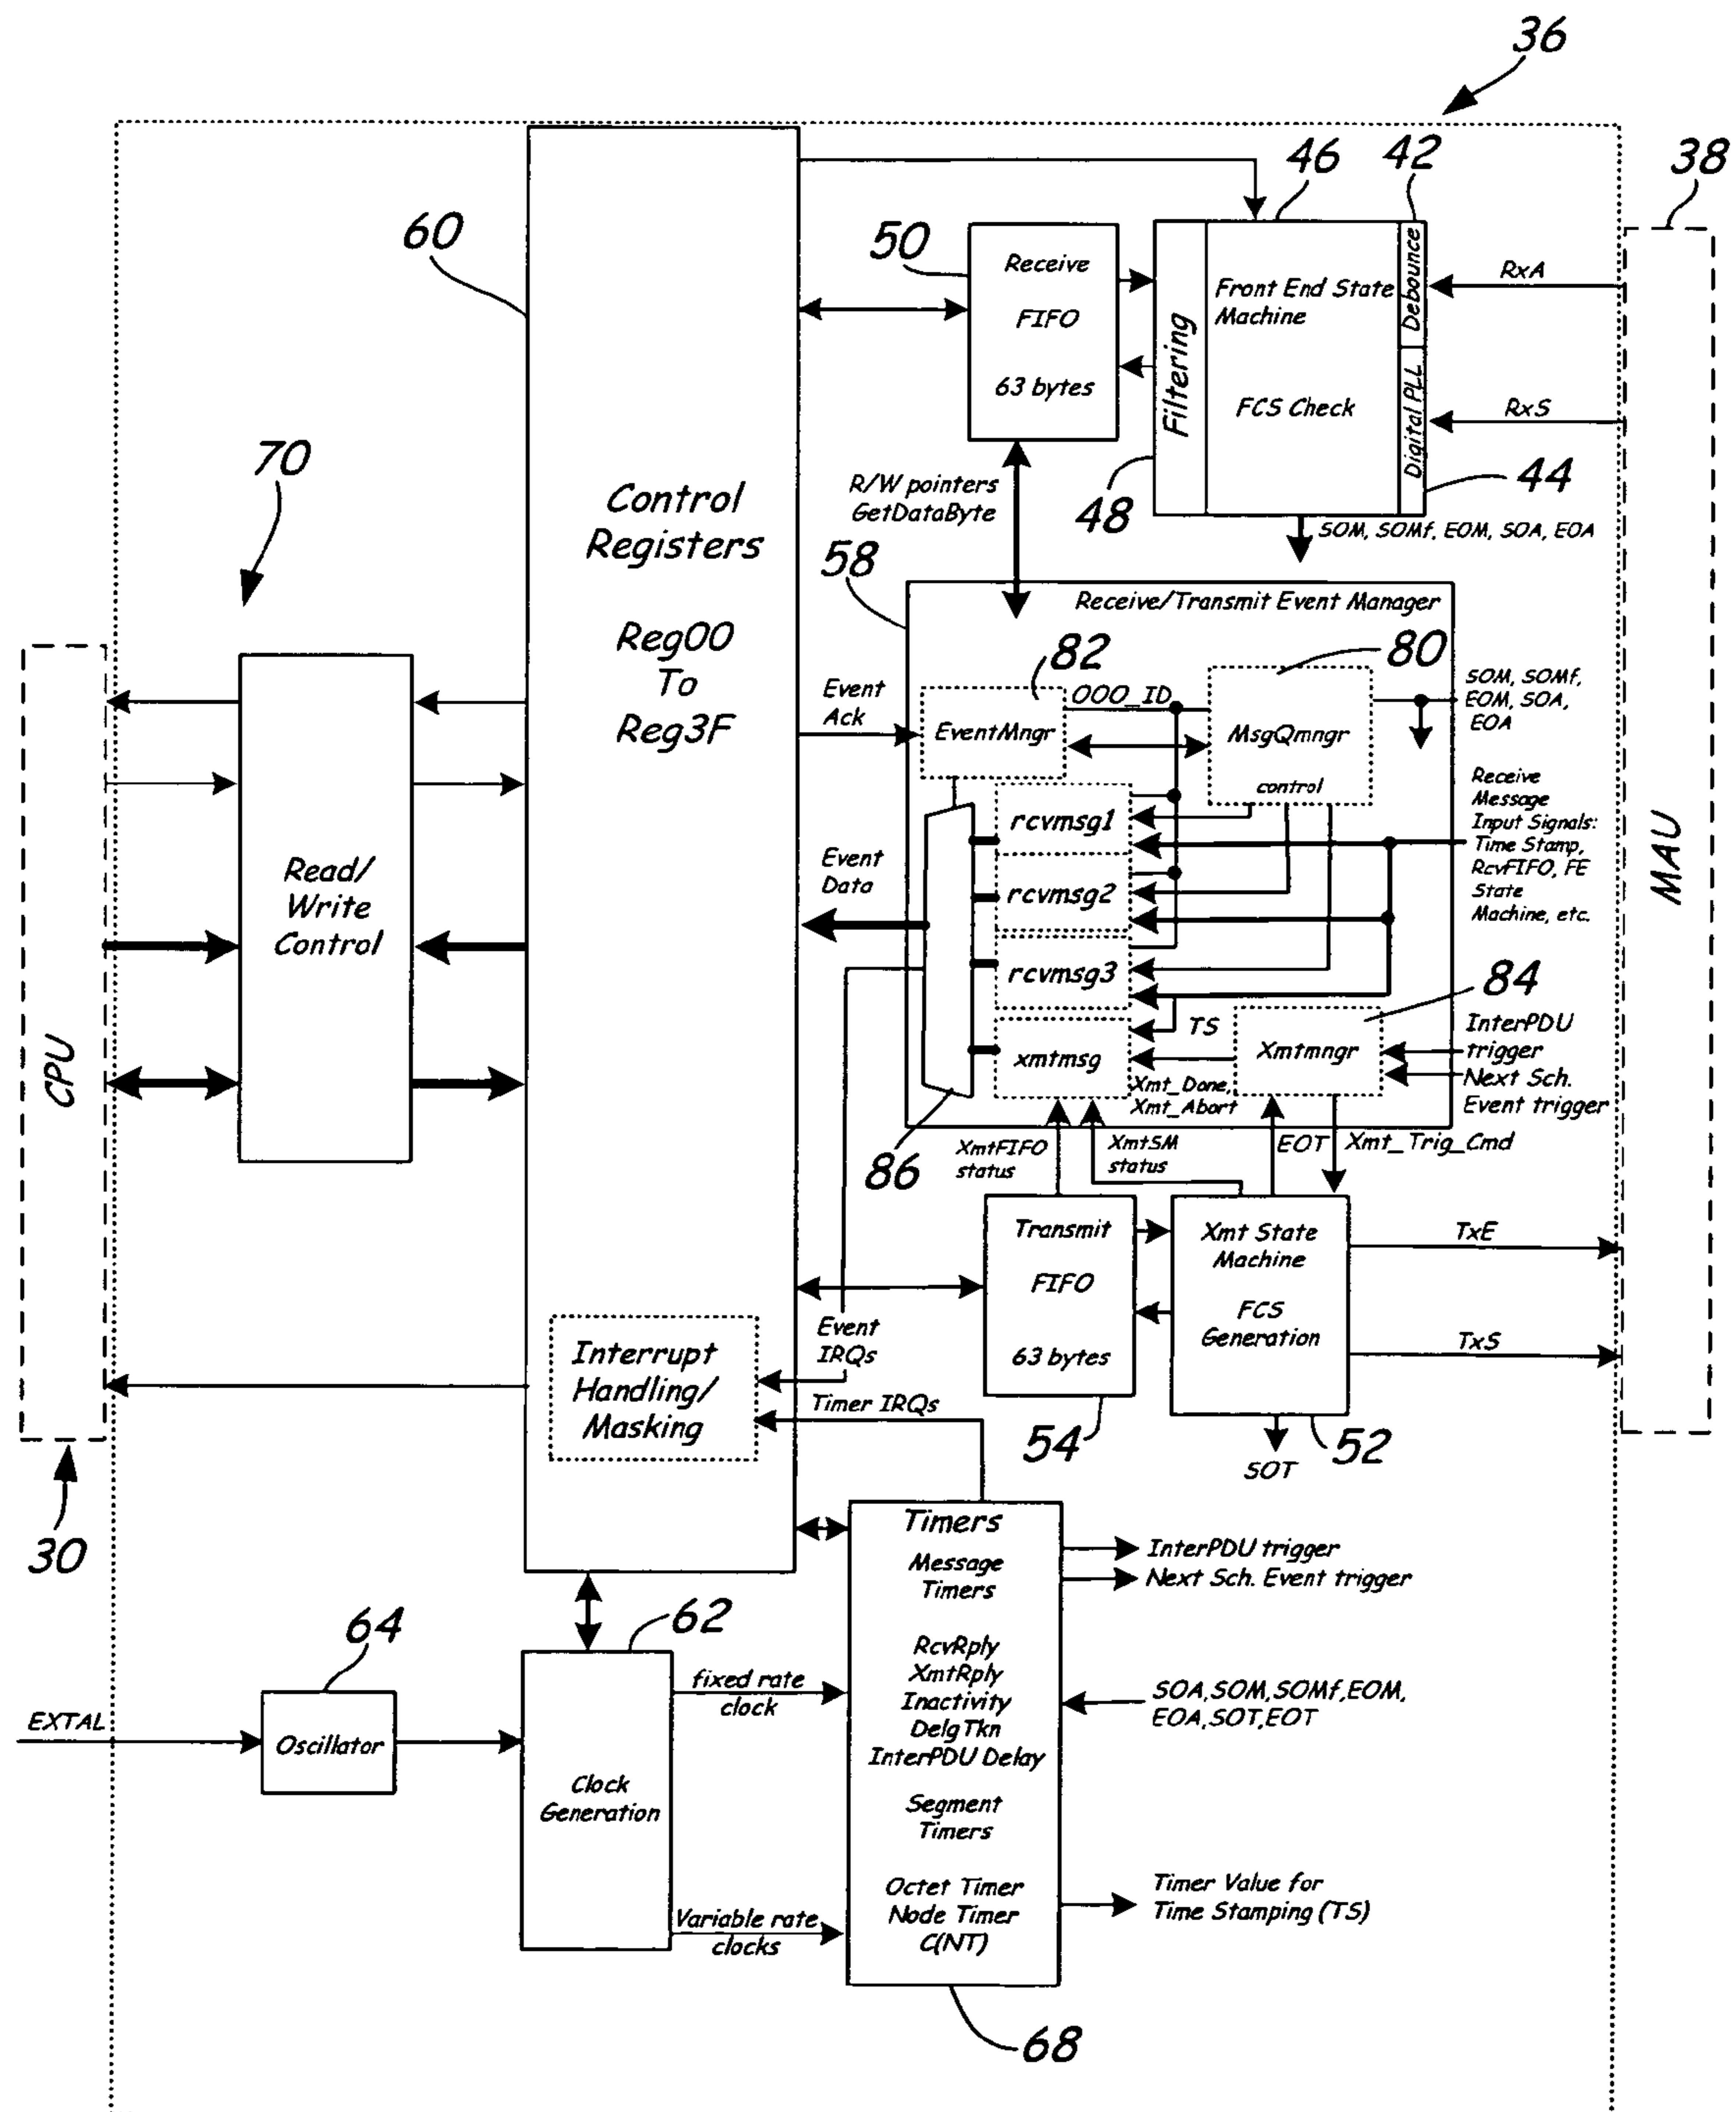 36
46
42
38
60
50
Receive
FIFO
63 bytes
Filtering
Front End State
Machine
FCS Check
Debounce
Digital PLL
RxA
RxS
70
48
44
Control
Registers
Reg00
To
Reg3F
R/W pointers
GetDataByte
SOM, SOMf, EOM, SOA, EOA
58
Receive/Transmit Event Manager
82
80
OOO_ID
EventMngr
MsgQmngr
control
SOM, SOMf,
EOM, SOA,
EOA
Event
Ack
Receive
Message
Input Signals:
Time Stamp,
RcvFIFO, FE
State
Machine, etc.
MAU
rcvmsg1
rcvmsg2
rcvmsg3
xmtmsg
Event
Data
Read/
Write
Control
CPU
84
TS
Xmtmngr
InterPDU
trigger
Next Sch.
Event trigger
Xmt_Done,
Xmt_Abort
86
XmtFIFO
status
XmtSM
status
EOT
Xmt_Trig_Cmd
Transmit
FIFO
63 bytes
Xmt State
Machine
FCS
Generation
TxE
TxS
Event
IRQs
Interrupt
Handling/
Masking
Timer IRQs
54
52
SOT
30
Timers
Message
Timers
RcvRply
XmtRply
Inactivity
DelgTkn
InterPDU Delay
Segment
Timers
Octet Timer
Node Timer
C(NT)
InterPDU trigger
Next Sch. Event trigger
64
62
fixed rate
clock
SOA,SOM,SOMf,EOM,
EOA,SOT,EOT
EXTAL
Oscillator
Clock
Generation
Variable rate
clocks
Timer Value for
Time Stamping (TS)
68